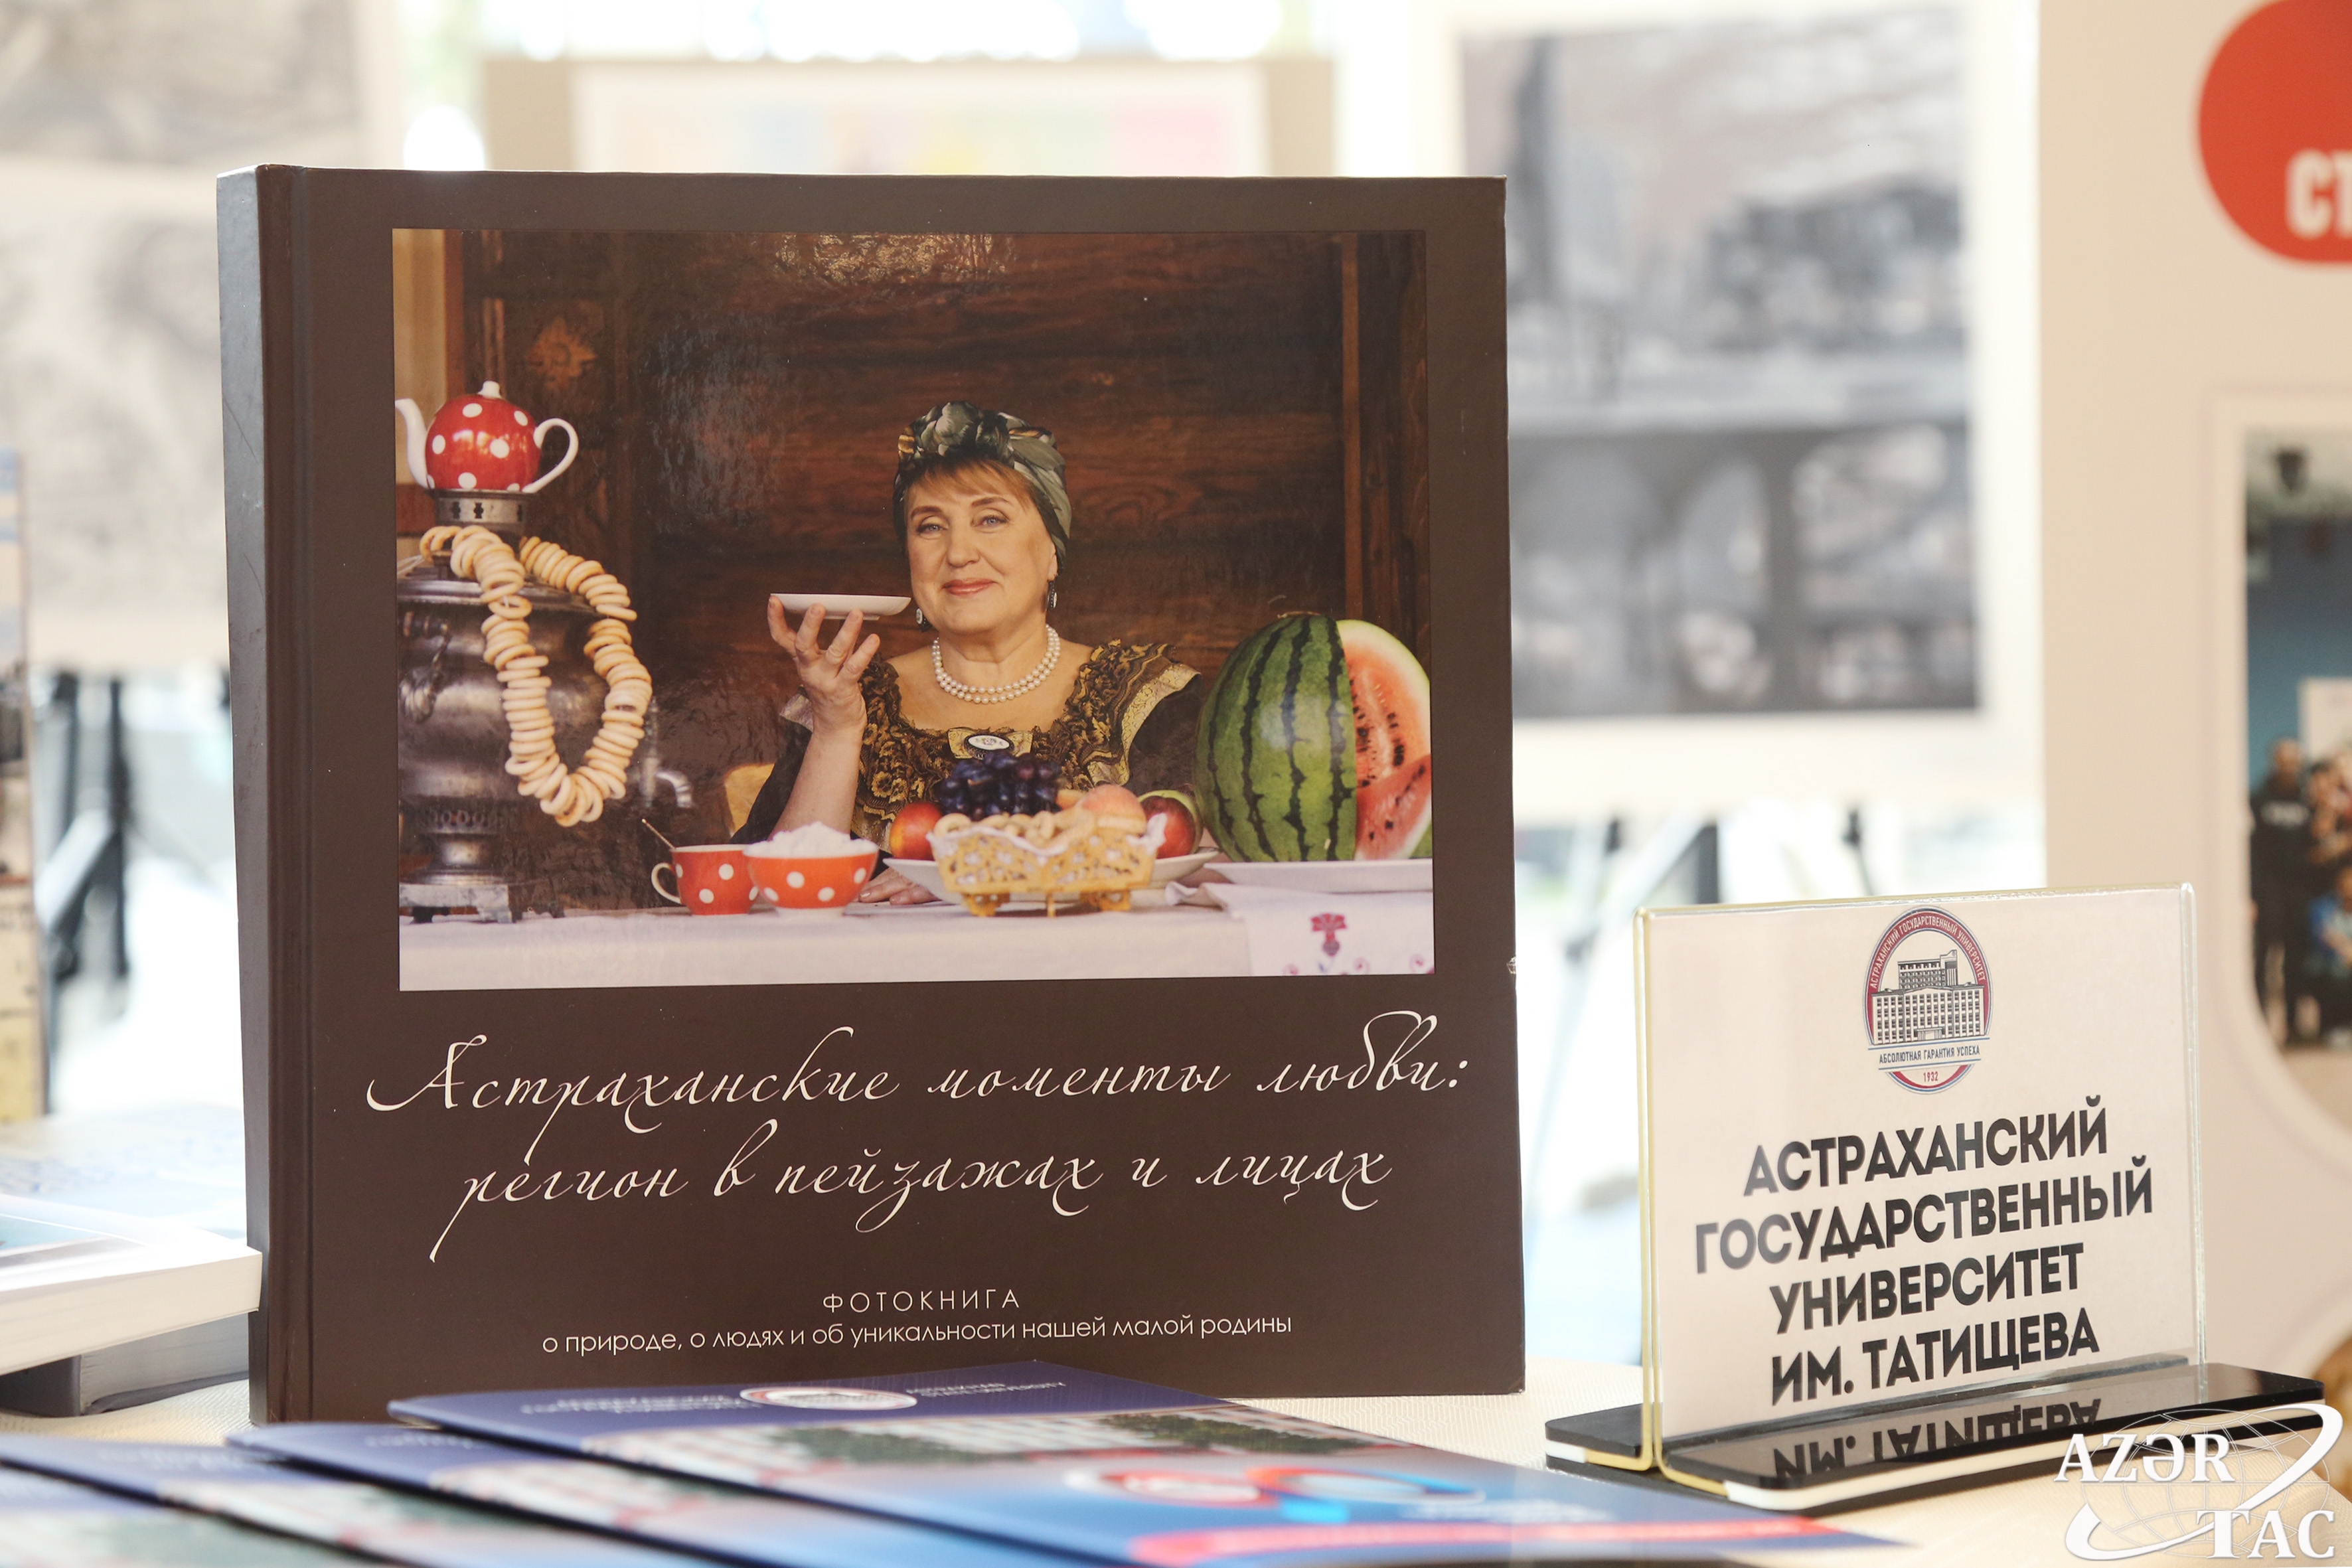 Астраханские моменты любви:
регион в пейзажах и лицах
ФОТОКНИГА
о природе, о людях и об уникальности нашей малой родины
АСТРАХАНСКИЙ ГОСУДАРСТВЕННЫЙ УНИВЕРСИТЕТ
АБСОЛЮТНАЯ ГАРАНТИЯ УСПЕХА
1932
АСТРАХАНСКИЙ
ГОСУДАРСТВЕННЫЙ
УНИВЕРСИТЕТ
ИМ. ТАТИЩЕВА
AZƏR
TAC